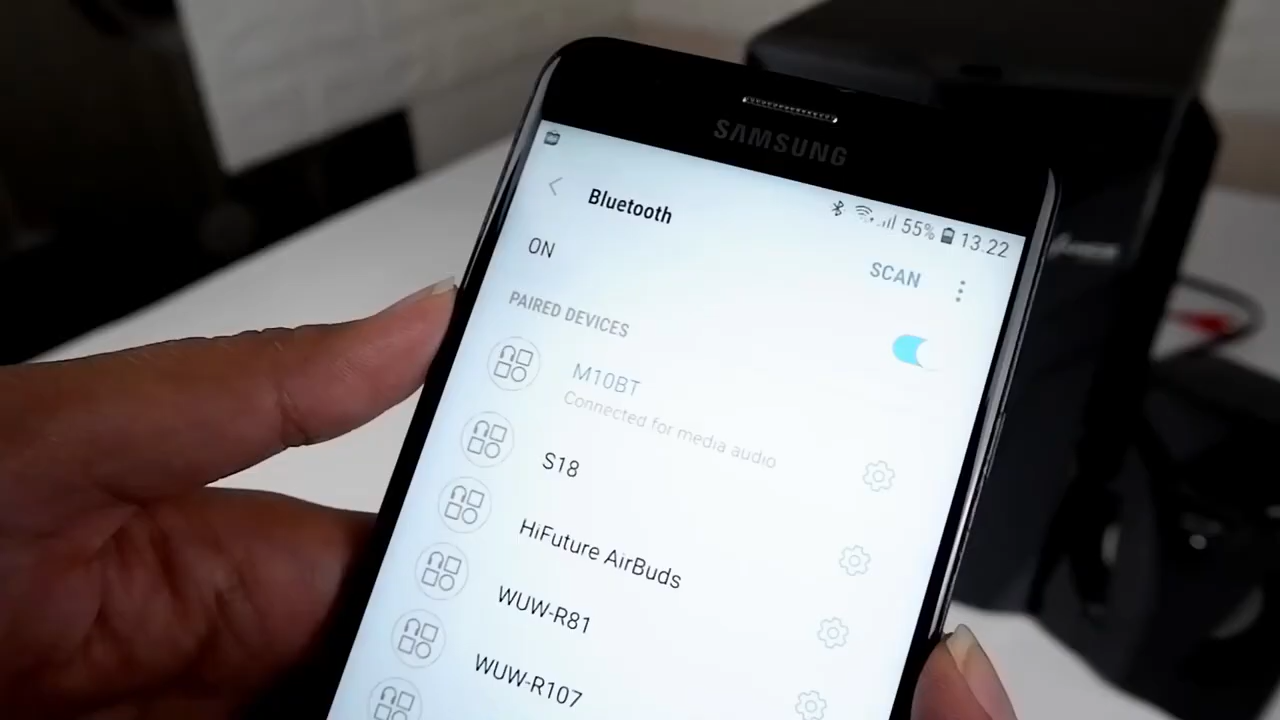 SAMSUNG
55% 13.22
Bluetooth
SCAN
ON
PAIRED DEVICES
M10BT
Connected for media audio
S18
HiFuture AirBuds
WUW-R81
WUW-R107